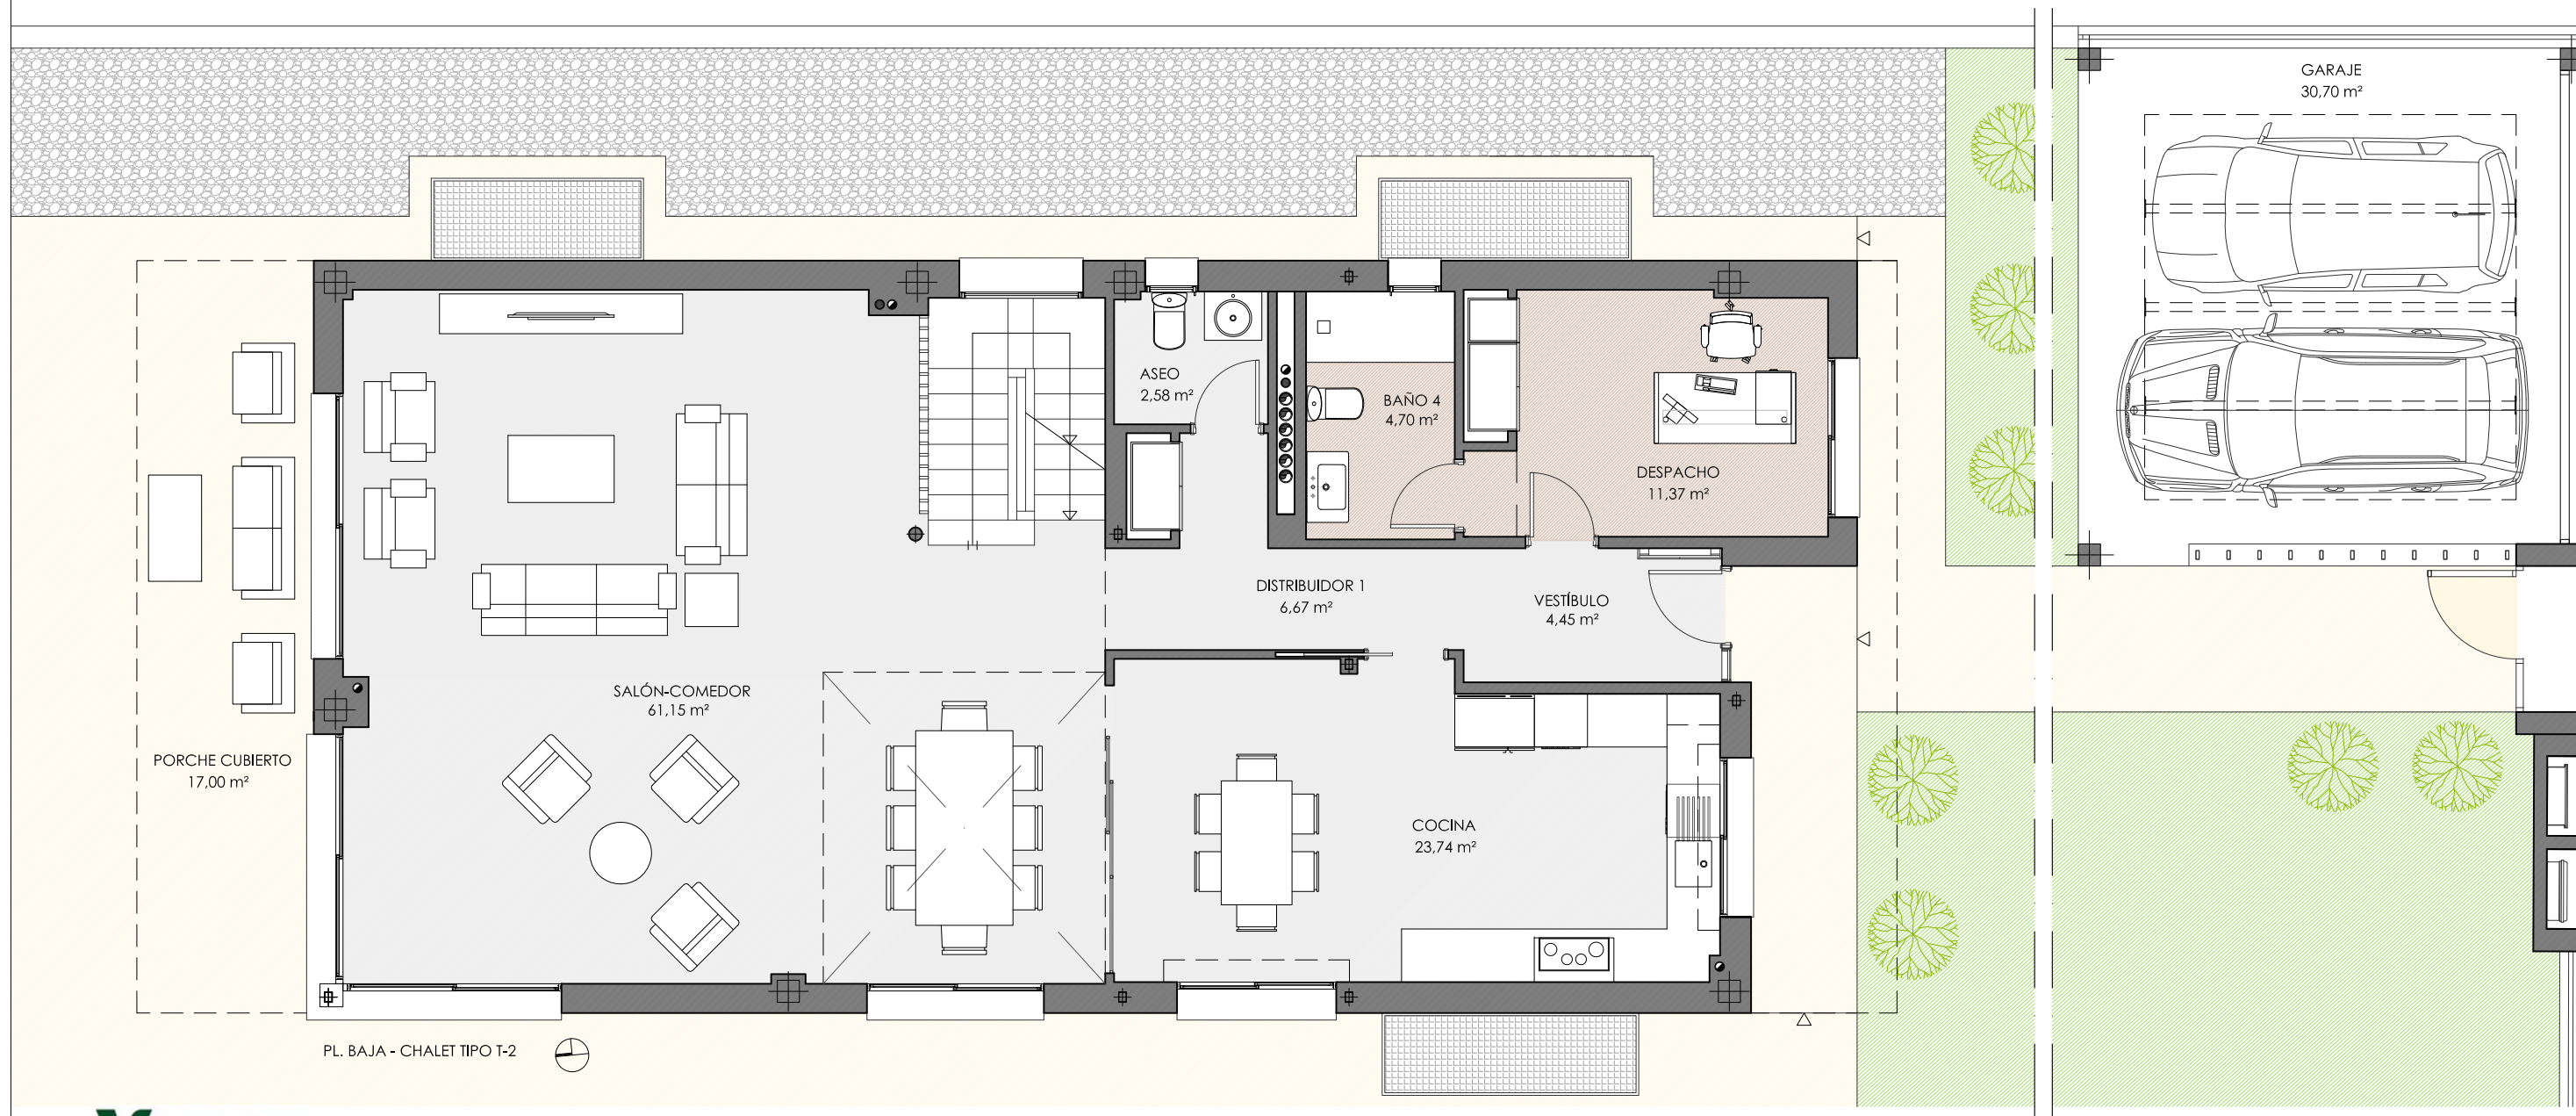 GARAJE
30,70 m²
ASEO
2,58 m²
BAÑO 4
4,70 m²
DESPACHO
11,37 m²
DISTRIBUIDOR 1
6,67 m²
VESTÍBULO
4,45 m²
SALÓN-COMEDOR
61,15 m²
PORCHE CUBIERTO
17,00 m²
COCINA
23,74 m²
PL. BAJA - CHALET TIPO T-2